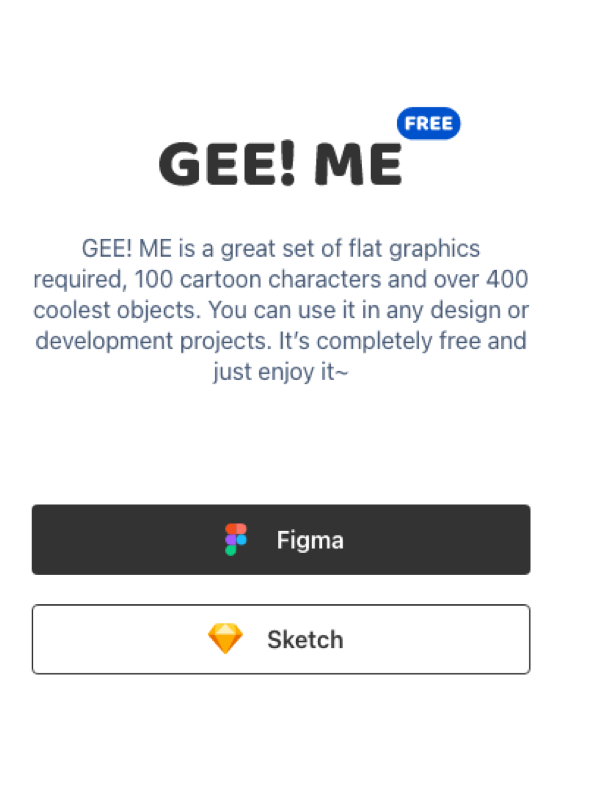 FREE
GEE! ME
GEE! ME is a great set of flat graphics
required, 100 cartoon characters and over 400
coolest objects. You can use it in any design or
development projects. It’s completely free and
just enjoy it~
Figma
Sketch